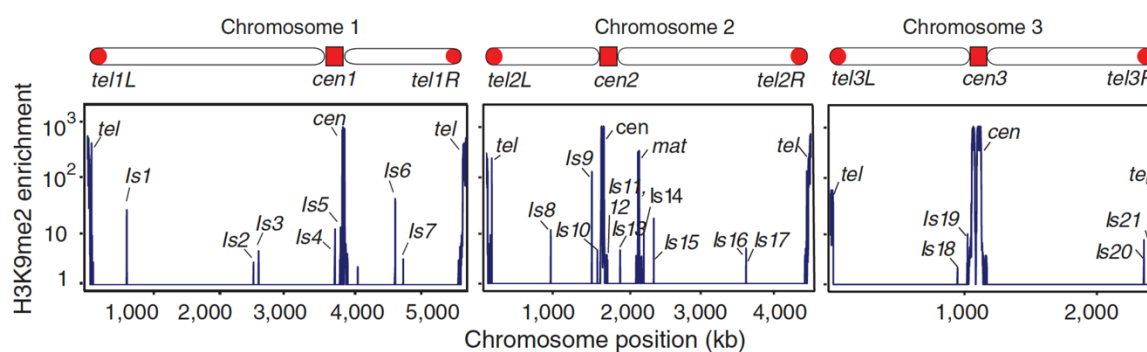 Chromosome 1 Chromosome 2 Chromosome 3
tel1L cen1 tel1R tel2L cen2 tel2R tel3L cen3 tel3R
H3K9me2 enrichment
10³
10²
10
1
tel Is1 Is2 Is3 Is4 Is5 cen Is6 Is7 tel
tel Is8 Is9 Is10 cen Is11, 12 Is13 mat Is14 Is15 Is16 Is17 tel
tel Is18 Is19 cen tel Is21 Is20
1,000 2,000 3,000 4,000 5,000 1,000 2,000 3,000 4,000 1,000 2,000
Chromosome position (kb)